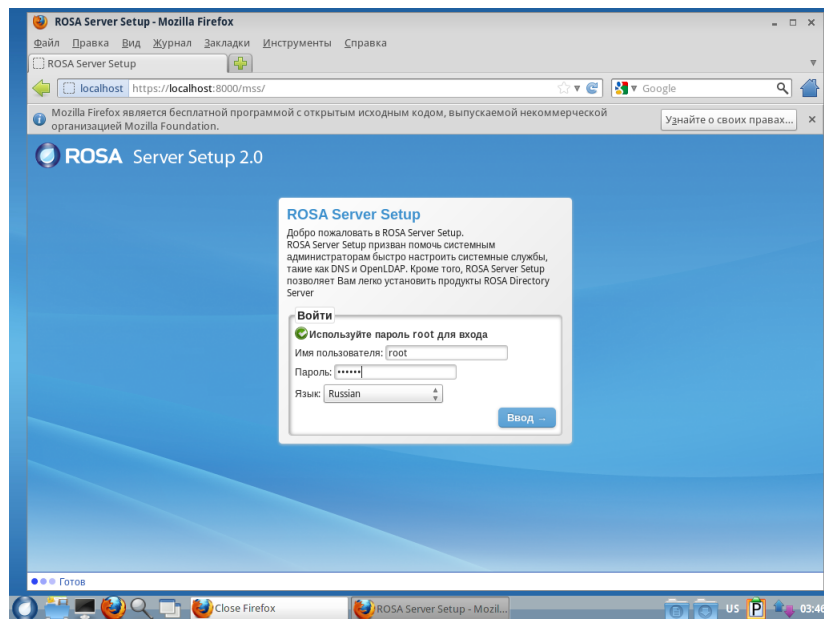 ROSA Server Setup - Mozilla Firefox
Файл Правка Вид Журнал Закладки Инструменты Справка
ROSA Server Setup
localhost https://localhost:8000/mss/
Google
Mozilla Firefox является бесплатной программой с открытым исходным кодом, выпускаемой некоммерческой
организацией Mozilla Foundation.
Узнайте о своих правах...
ROSA Server Setup 2.0
ROSA Server Setup
Добро пожаловать в ROSA Server Setup.
ROSA Server Setup призван помочь системным
администраторам быстро настроить системные службы,
такие как DNS и OpenLDAP. Кроме того, ROSA Server Setup
позволяет Вам легко установить продукты ROSA Directory
Server
Войти
Используйте пароль root для входа
Имя пользователя: root
Пароль: ••••••
Язык: Russian
Ввод →
Готов
Close Firefox
ROSA Server Setup - Mozil...
US
P
03:46